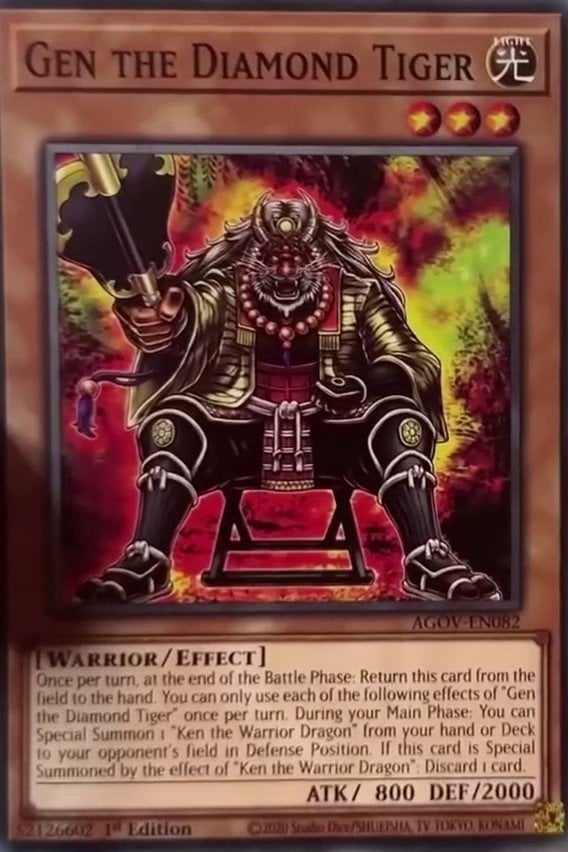 GEN THE DIAMOND TIGER
LIGHT
光
AGOV-EN082
[WARRIOR/EFFECT]
Once per turn, at the end of the Battle Phase: Return this card from the
field to the hand. You can only use each of the following effects of "Gen
the Diamond Tiger" once per turn. During your Main Phase: You can
Special Summon 1 "Ken the Warrior Dragon" from your hand or Deck
to your opponent's field in Defense Position. If this card is Special
Summoned by the effect of "Ken the Warrior Dragon": Discard 1 card.
ATK/ 800 DEF/2000
52126602 1st Edition ©2020 Studio Dice/SHUEISHA, TV TOKYO, KONAMI